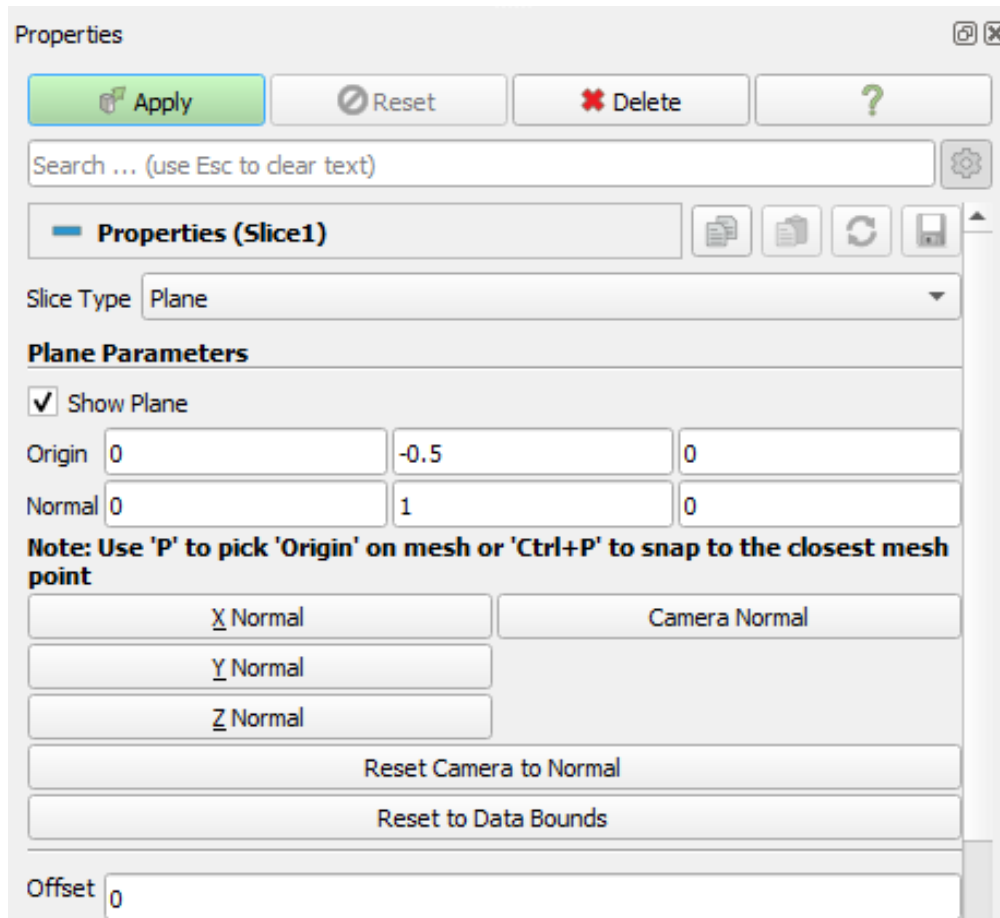 Properties
Apply Reset Delete ?
Search ... (use Esc to clear text)
Properties (Slice1)
Slice Type Plane
Plane Parameters
Show Plane
Origin 0 -0.5 0
Normal 0 1 0
Note: Use 'P' to pick 'Origin' on mesh or 'Ctrl+P' to snap to the closest mesh
point
X Normal Camera Normal
Y Normal
Z Normal
Reset Camera to Normal
Reset to Data Bounds
Offset 0